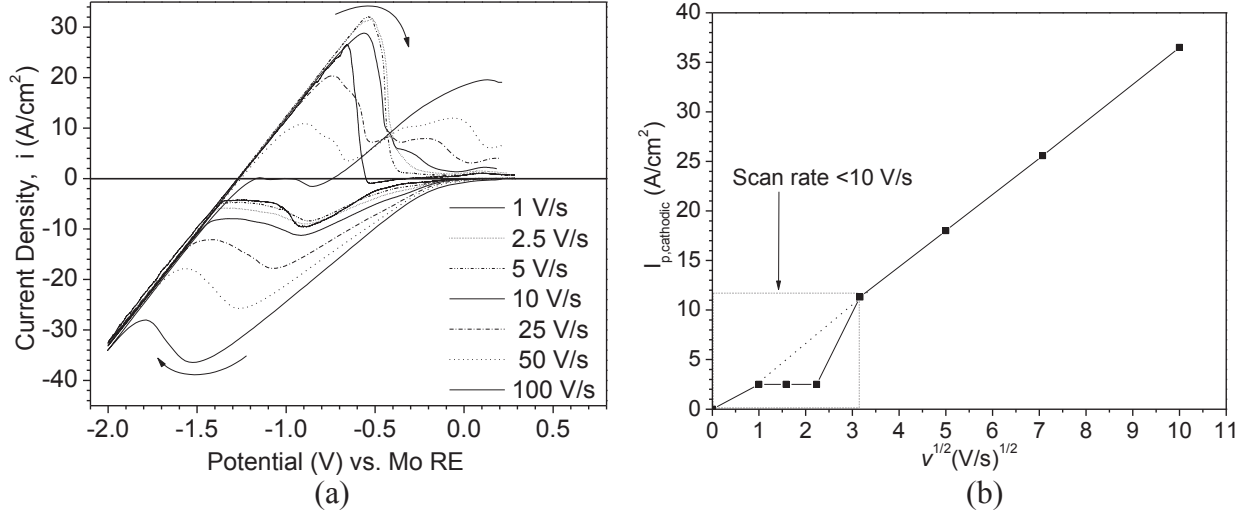 Current Density, i (A/cm²)
30
20
10
0
-10
-20
-30
-40
1 V/s
2.5 V/s
5 V/s
10 V/s
25 V/s
50 V/s
100 V/s
-2.0 -1.5 -1.0 -0.5 0.0 0.5
Potential (V) vs. Mo RE
(a)
I_p,cathodic (A/cm²)
40
35
30
25
20
15
10
5
0
Scan rate <10 V/s
0 1 2 3 4 5 6 7 8 9 10 11
v^1/2 (V/s)^1/2
(b)